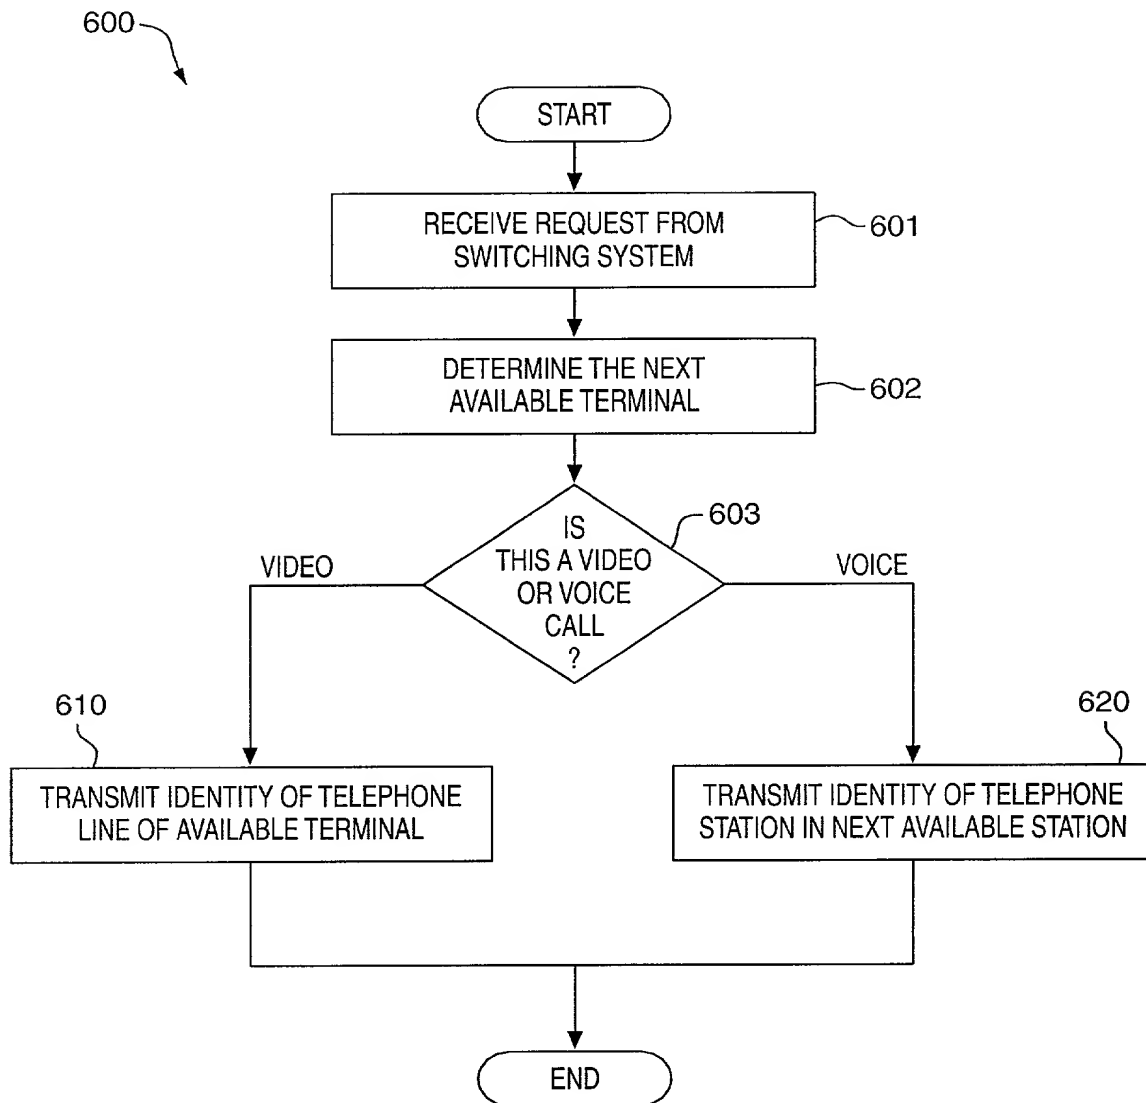 600
START
RECEIVE REQUEST FROM
SWITCHING SYSTEM
601
DETERMINE THE NEXT
AVAILABLE TERMINAL
602
IS
THIS A VIDEO
OR VOICE
CALL
?
603
VIDEO
VOICE
610
TRANSMIT IDENTITY OF TELEPHONE
LINE OF AVAILABLE TERMINAL
620
TRANSMIT IDENTITY OF TELEPHONE
STATION IN NEXT AVAILABLE STATION
END